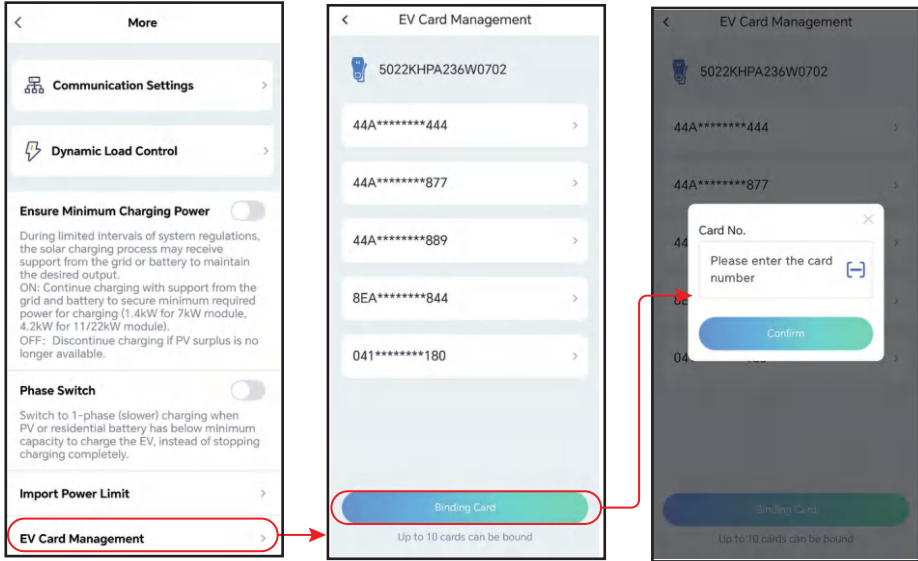 More
Communication Settings
Dynamic Load Control
Ensure Minimum Charging Power
During limited intervals of system regulations,
the solar charging process may receive
support from the grid or battery to maintain
the desired output.
ON: Continue charging with support from the
grid and battery to secure minimum required
power for charging (1.4kW for 7kW module,
4.2kW for 11/22kW module).
OFF: Discontinue charging if PV surplus is no
longer available.
Phase Switch
Switch to 1-phase (slower) charging when
PV or residential battery has below minimum
capacity to charge the EV, instead of stopping
charging completely.
Import Power Limit
EV Card Management
EV Card Management
5022KHPA236W0702
44A********444
44A********877
44A********889
8EA********844
041********180
Binding Card
Up to 10 cards can be bound
EV Card Management
5022KHPA236W0702
44A********444
44A********877
44
8E
04
Card No.
Please enter the card
number
Confirm
Binding Card
Up to 10 cards can be bound